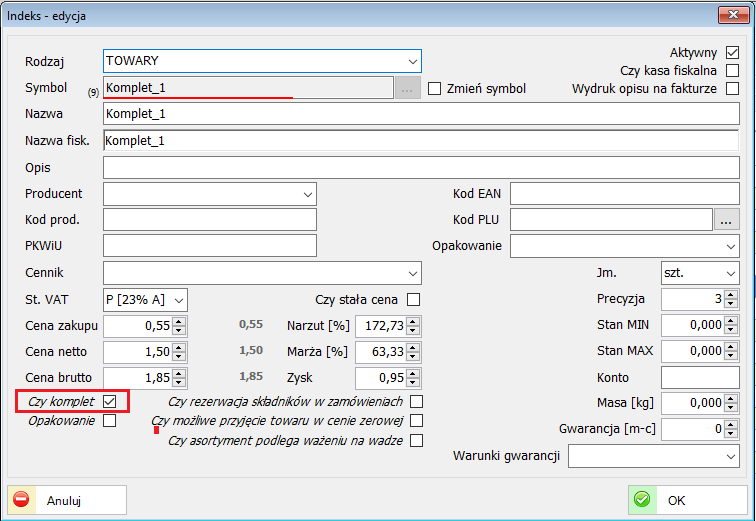 Indeks - edycja
Rodzaj TOWARY Aktywny
Czy kasa fiskalna
Symbol (9) Komplet_1 ... Zmień symbol Wydruk opisu na fakturze
Nazwa Komplet_1
Nazwa fisk. Komplet_1
Opis
Producent Kod EAN
Kod prod. Kod PLU ...
PKWiU Opakowanie
Cennik Jm. szt.
St. VAT P [23% A] Czy stała cena Precyzja 3
Cena zakupu 0,55 0,55 Narzut [%] 172,73 Stan MIN 0,000
Cena netto 1,50 1,50 Marża [%] 63,33 Stan MAX 0,000
Cena brutto 1,85 1,85 Zysk 0,95 Konto
Czy komplet Czy rezerwacja składników w zamówieniach Masa [kg] 0,000
Opakowanie Czy możliwe przyjęcie towaru w cenie zerowej Gwarancja [m-c] 0
Czy asortyment podlega ważeniu na wadze
Warunki gwarancji
Anuluj OK